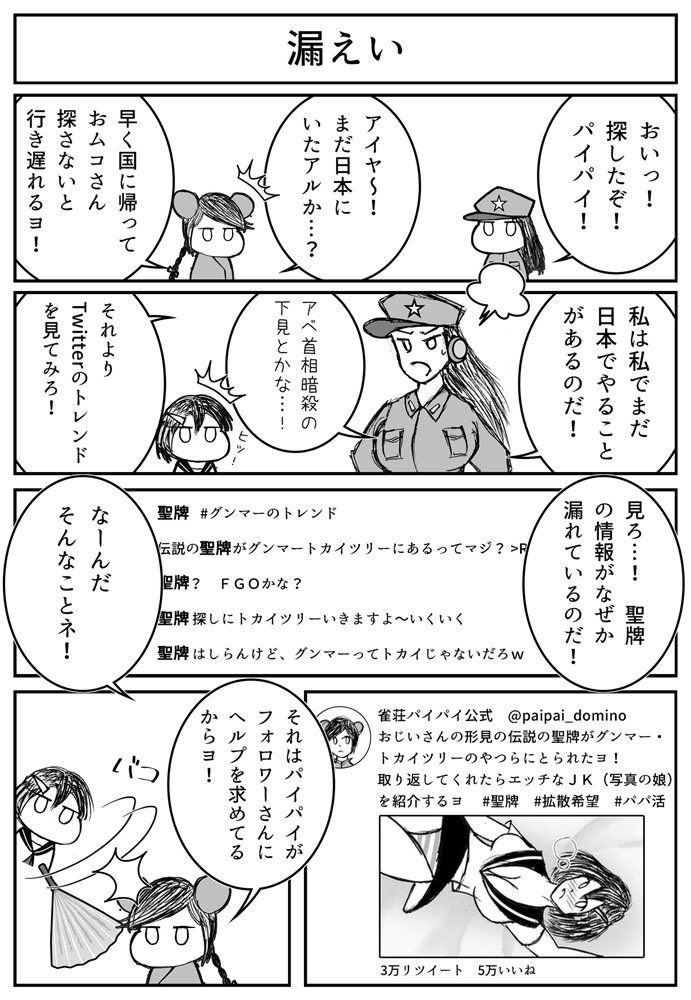 漏えい
おいっ！
探したぞ！
パイパイ！
アイヤ〜！
まだ日本に
いたアルか…？
早く国に帰って
おムコさん
探さないと
行き遅れるヨ！
私は私でまだ
日本でやること
があるのだ！
アベ首相暗殺の
下見とかな…！
ビッ！
それより
Twitterのトレンド
を見てみろ！
見ろ…！　聖牌
の情報がなぜか
漏れているのだ！
聖牌　#グンマーのトレンド
伝説の聖牌がグンマートカイツリーにあるってマジ？>R
聖牌？　ＦＧＯかな？
聖牌 探しにトカイツリーいきますよ〜いくいく
聖牌 はしらんけど、グンマーってトカイじゃないだろｗ
なーんだ
そんなことネ！
雀荘パイパイ公式　@paipai_domino
おじいさんの形見の伝説の聖牌がグンマー・
トカイツリーのやつらにとられたヨ！
取り返してくれたらエッチなＪＫ（写真の娘）
を紹介するヨ　#聖牌　#拡散希望　#パパ活
3万リツイート　5万いいね
それはパイパイが
フォロワーさんに
ヘルプを求めてる
からヨ！
バコ